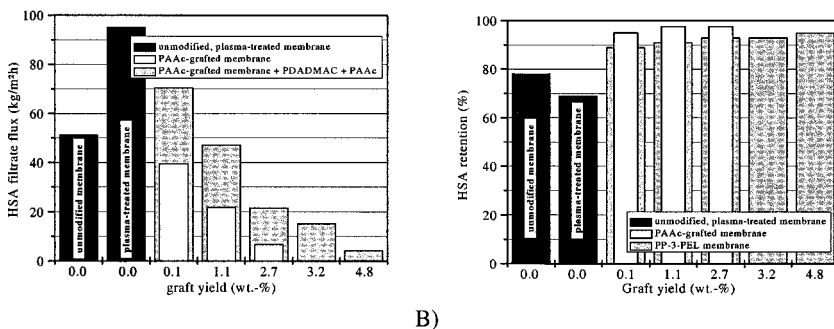 HSA filtrate flux (kg/m²h)
100
80
60
40
20
0
unmodified, plasma-treated membrane
PAAc-grafted membrane
PAAc-grafted membrane + PDADMAC + PAAc
unmodified membrane
plasma-treated membrane
0.0 0.0 0.1 1.1 2.7 3.2 4.8
graft yield (wt.-%)
HSA retention (%)
100
80
60
40
20
0
unmodified membrane
plasma-treated membrane
unmodified, plasma-treated membrane
PAAc-grafted membrane
PP-3-PEL membrane
0.0 0.0 0.1 1.1 2.7 3.2 4.8
Graft yield (wt.-%)
B)